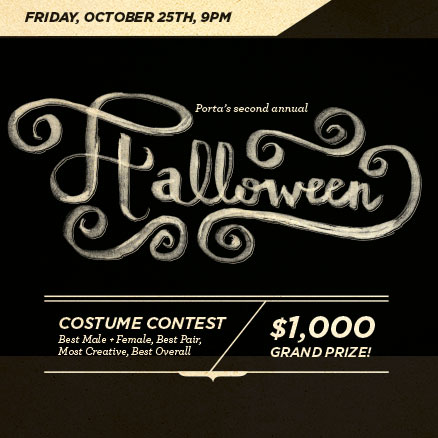 FRIDAY, OCTOBER 25TH, 9PM
Porta's second annual
Halloween
COSTUME CONTEST
Best Male + Female, Best Pair,
Most Creative, Best Overall
$1,000
GRAND PRIZE!